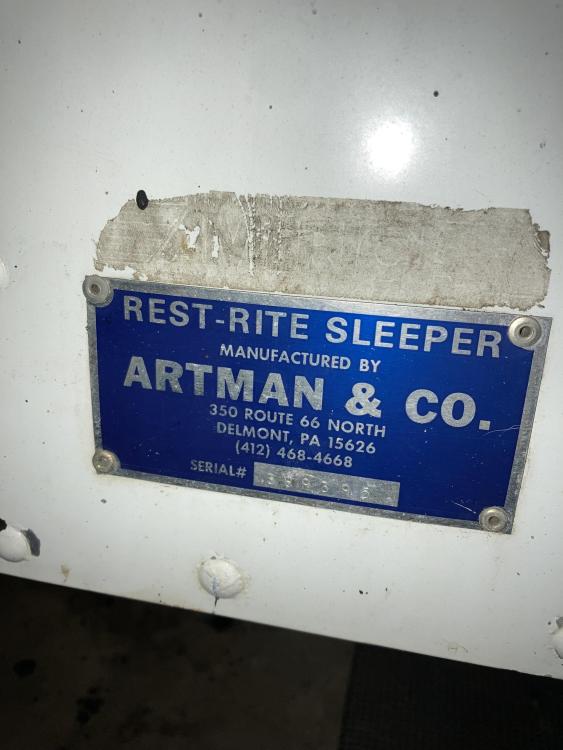 REST-RITE SLEEPER
MANUFACTURED BY
ARTMAN & CO.
350 ROUTE 66 NORTH
DELMONT, PA 15626
(412) 468-4668
SERIAL#